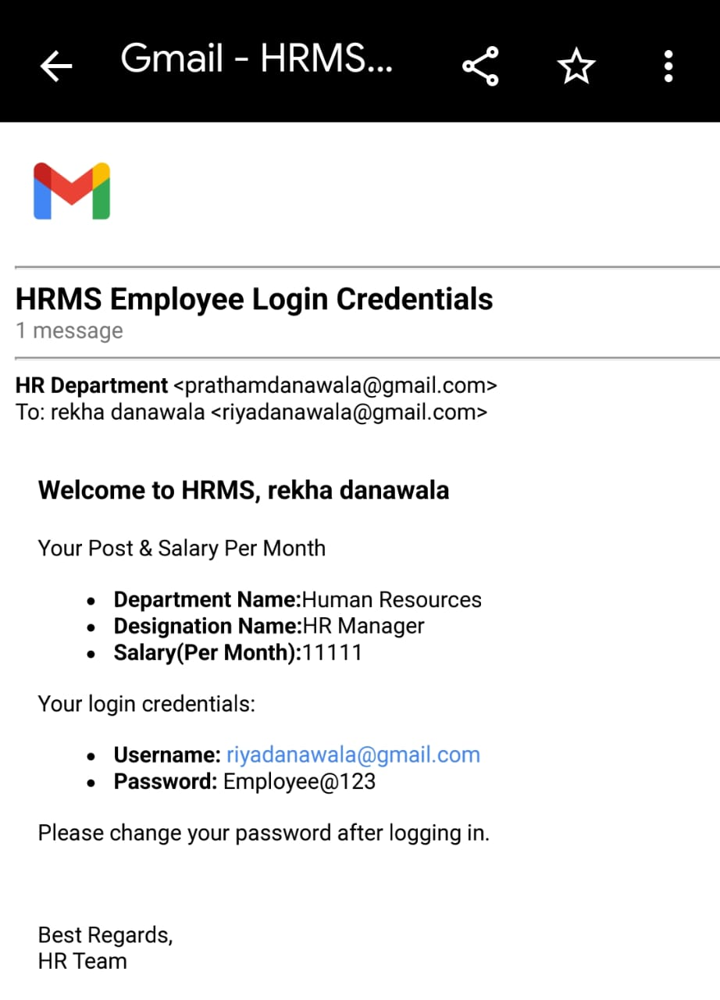 Gmail - HRMS...
HRMS Employee Login Credentials
1 message
HR Department <prathamdanawala@gmail.com>
To: rekha danawala <riyadanawala@gmail.com>
Welcome to HRMS, rekha danawala
Your Post & Salary Per Month
• Department Name:Human Resources
• Designation Name:HR Manager
• Salary(Per Month):11111
Your login credentials:
• Username: riyadanawala@gmail.com
• Password: Employee@123
Please change your password after logging in.
Best Regards,
HR Team